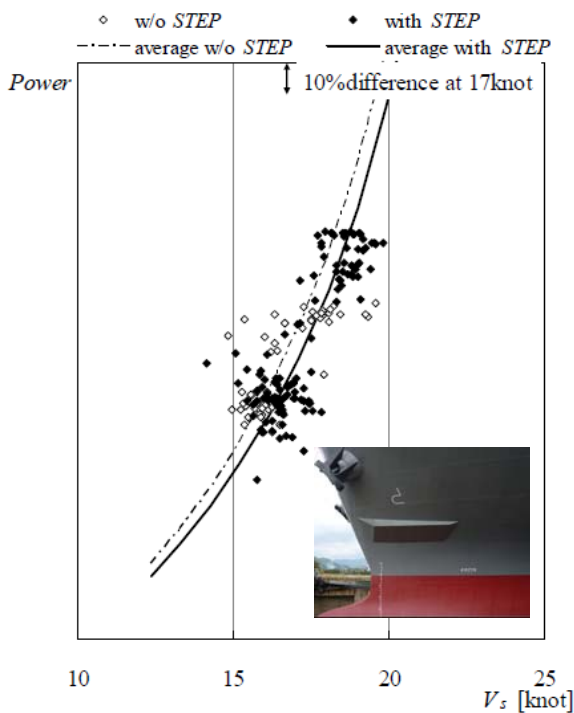 w/o STEP
with STEP
average w/o STEP
average with STEP
Power
10%difference at 17knot
10
15
20
25
Vs [knot]